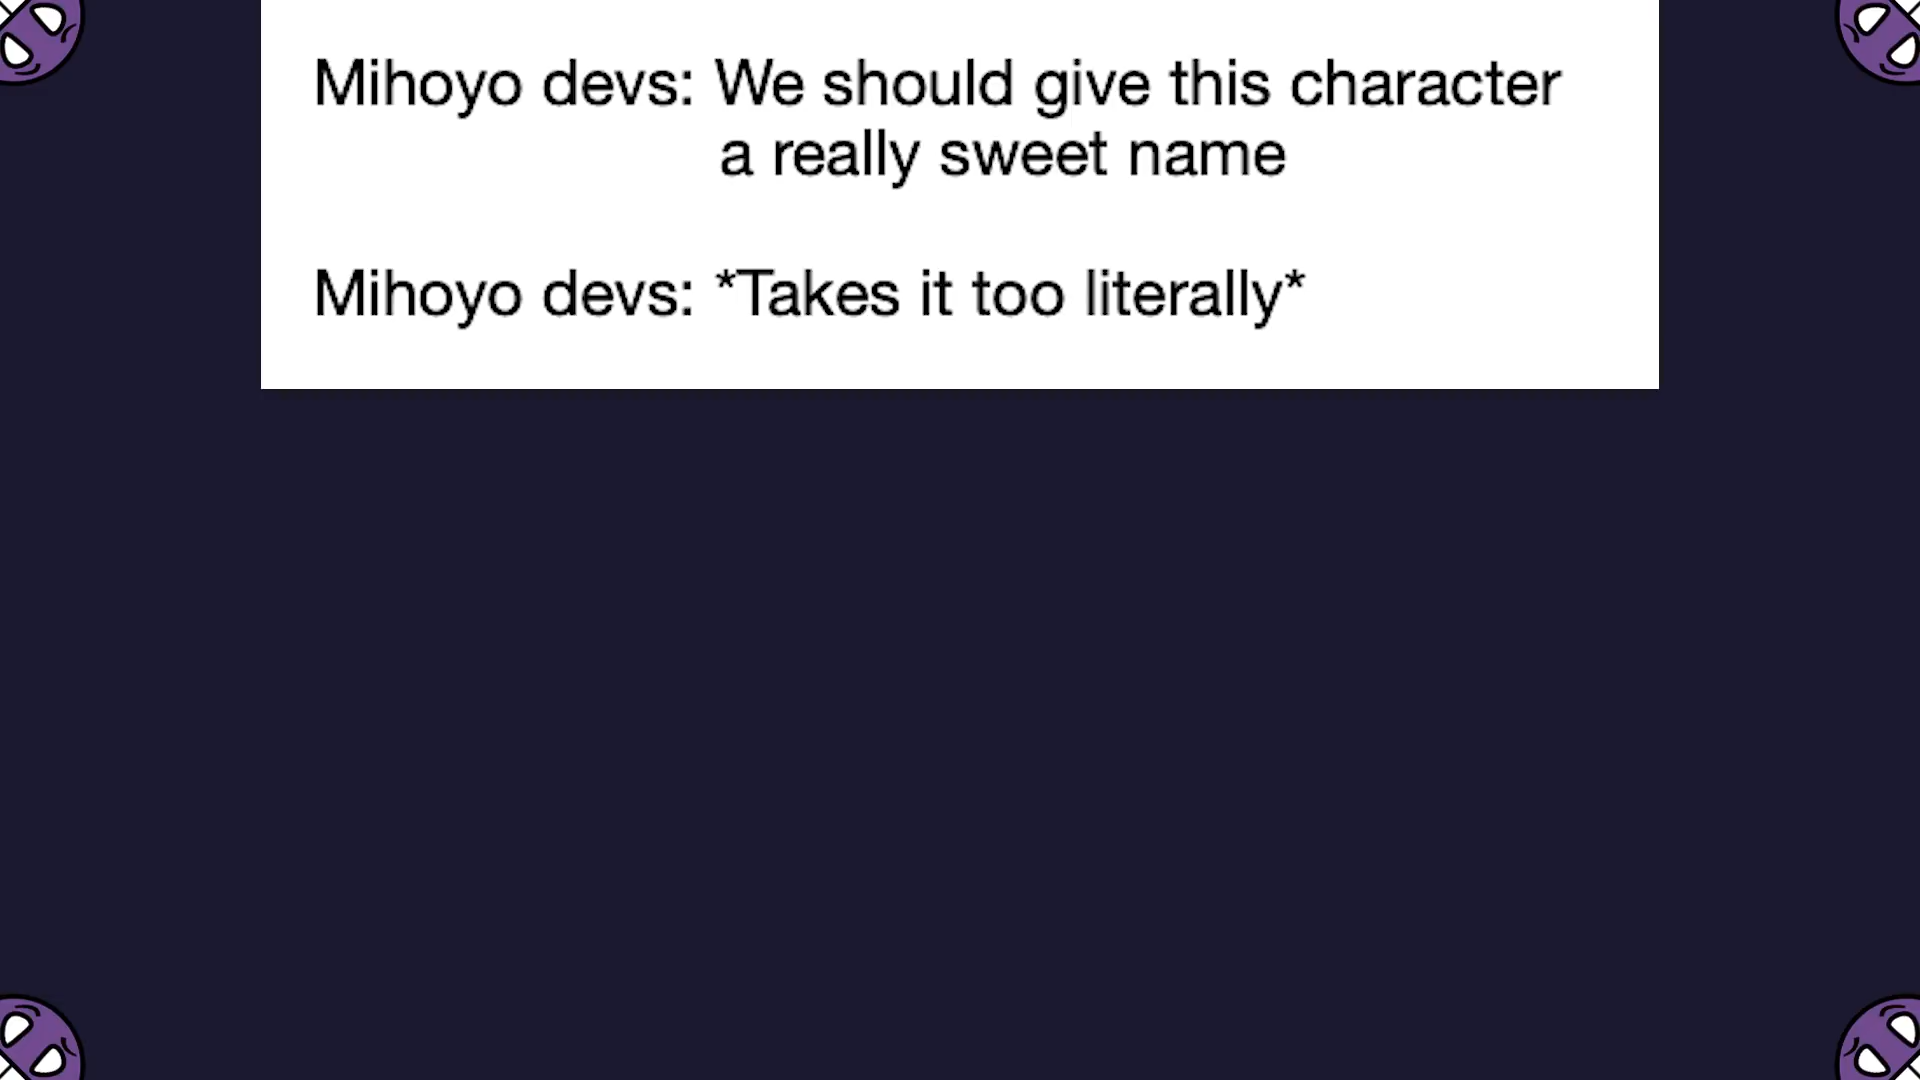 Mihoyo devs: We should give this character
a really sweet name
Mihoyo devs: *Takes it too literally*